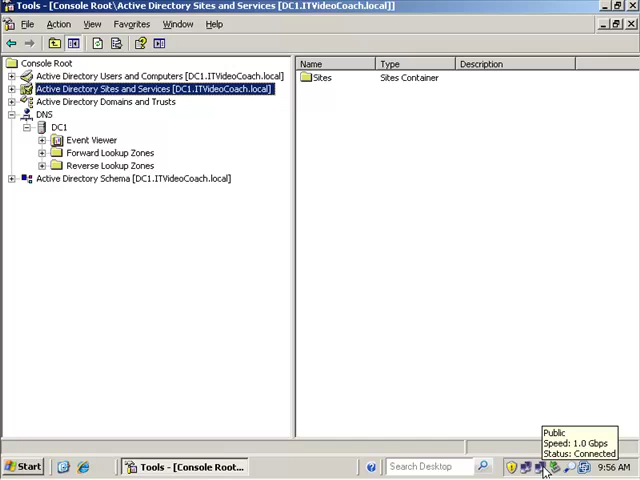 Tools - [Console Root\Active Directory Sites and Services [DC1.ITVideoCoach.local]]
File Action View Favorites Window Help
Console Root
Active Directory Users and Computers [DC1.ITVideoCoach.local]
Active Directory Sites and Services [DC1.ITVideoCoach.local]
Active Directory Domains and Trusts
DNS
DC1
Event Viewer
Forward Lookup Zones
Reverse Lookup Zones
Active Directory Schema [DC1.ITVideoCoach.local]
Name Type Description
Sites Sites Container
Public
Speed: 1.0 Gbps
Status: Connected
Start Tools - [Console Root... Search Desktop 9:56 AM